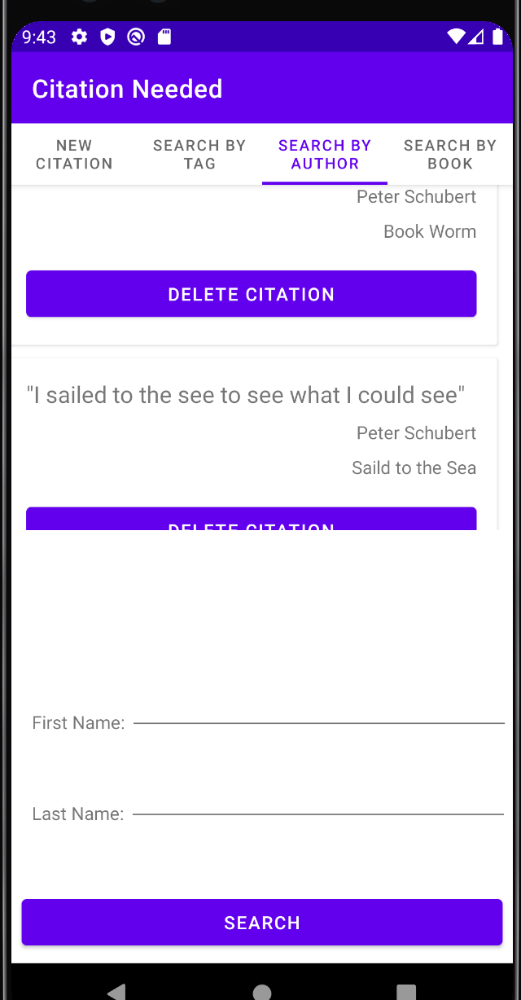 9:43
Citation Needed
NEW
CITATION
SEARCH BY
TAG
SEARCH BY
AUTHOR
SEARCH BY
BOOK
Peter Schubert
Book Worm
DELETE CITATION
"I sailed to the see to see what I could see"
Peter Schubert
Saild to the Sea
DELETE CITATION
First Name:
Last Name:
SEARCH